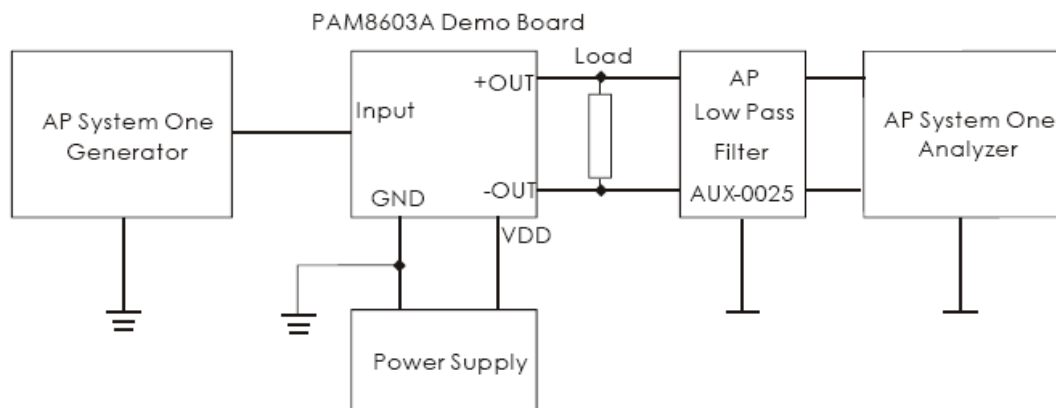 PAM8603A Demo Board
AP System One
Generator
Input
+OUT
-OUT
GND
VDD
Load
AP
Low Pass
Filter
AUX-0025
AP System One
Analyzer
Power Supply